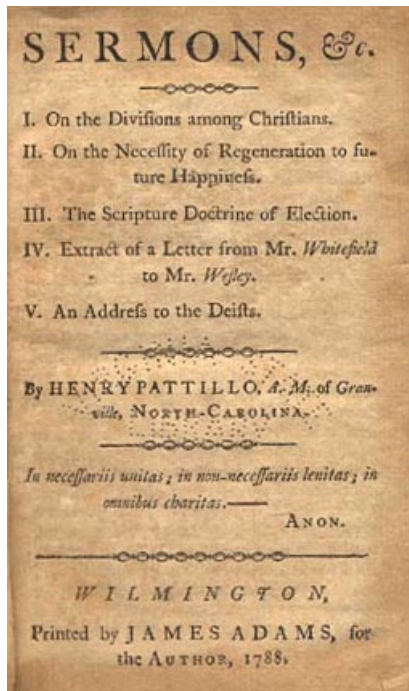 SERMONS, &c.
I. On the Diviſions among Chriſtians.
II. On the Neceſſity of Regeneration to fu-
ture Happineſs.
III. The Scripture Doctrine of Election.
IV. Extract of a Letter from Mr. Whitefield
to Mr. Weſley.
V. An Addreſs to the Deiſts.
By HENRY PATTILLO, A. M. of Gran-
ville, NORTH-CAROLINA.
In neceſſariis unitas; in non-neceſſariis lenitas; in
omnibus charitas.——
ANON.
WILMINGTON,
Printed by JAMES ADAMS, for
the AUTHOR, 1788.